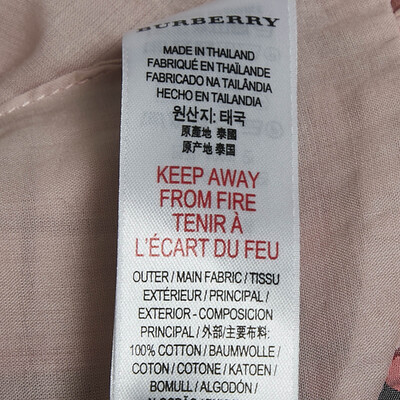 BURBERRY
MADE IN THAILAND
FABRIQUÉ EN THAÏLANDE
FABRICADO NA TAILÂNDIA
HECHO EN TAILANDIA
원산지: 태국
原產地 泰國
原产地 泰国
KEEP AWAY
FROM FIRE
TENIR À
L'ÉCART DU FEU
OUTER / MAIN FABRIC / TISSU
EXTÉRIEUR / PRINCIPAL /
EXTERIOR - COMPOSICION
PRINCIPAL / 外部/主要布料:
100% COTTON / BAUMWOLLE /
COTON / COTONE / KATOEN /
BOMULL / ALGODÓN /